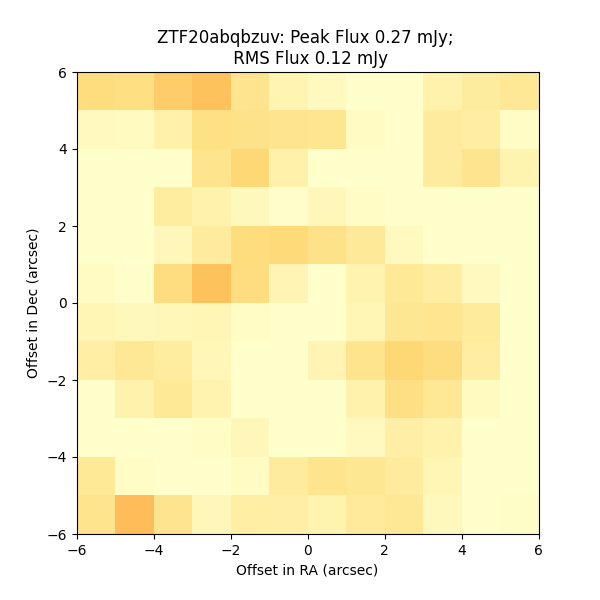 ZTF20abqbzuv: Peak Flux 0.27 mJy;
RMS Flux 0.12 mJy
6
4
2
0
−2
−4
−6
Offset in Dec (arcsec)
−6 −4 −2 0 2 4 6
Offset in RA (arcsec)